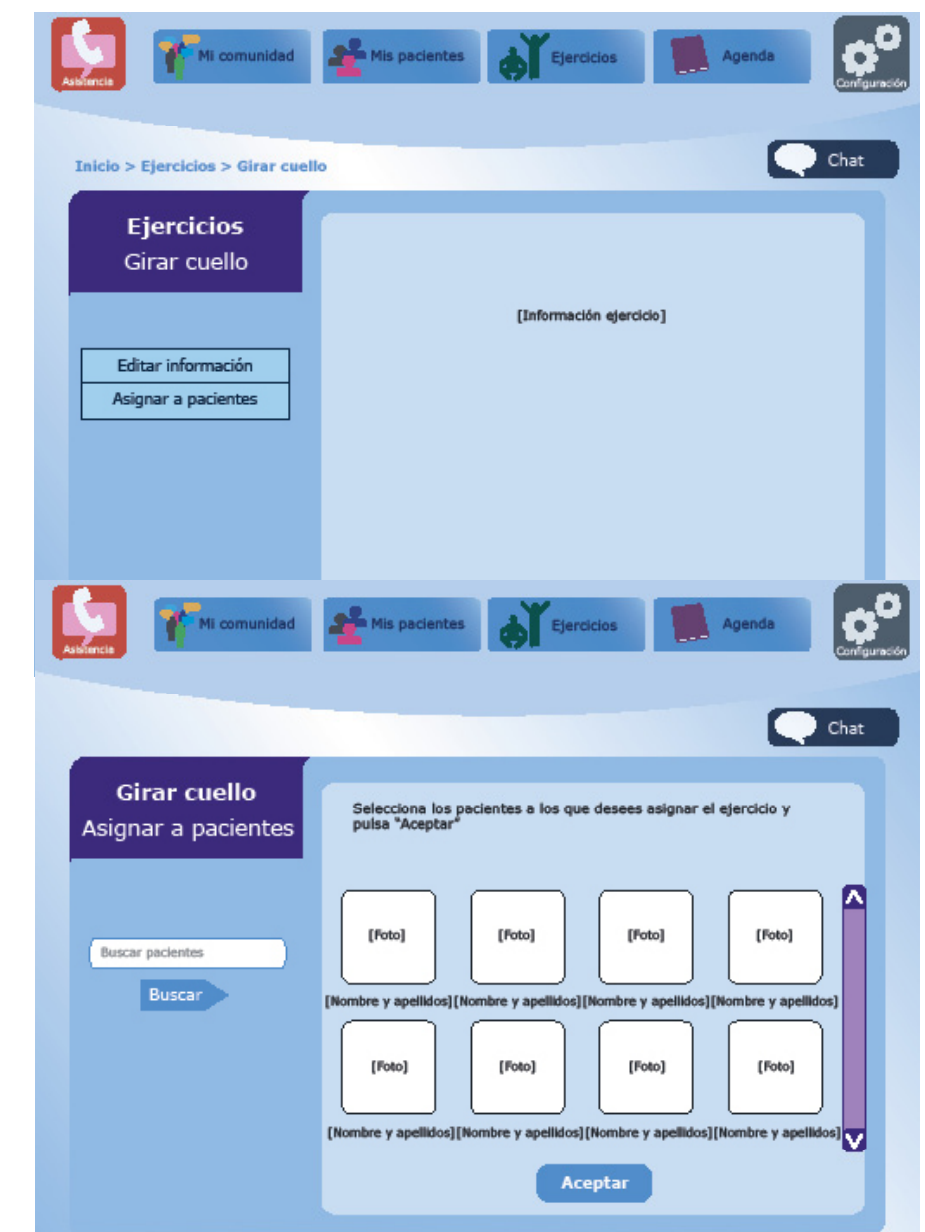 Asistencia
Mi comunidad
Mis pacientes
Ejercicios
Agenda
Configuración
Inicio > Ejercicios > Girar cuello
Chat
Ejercicios
Girar cuello
[Información ejercicio]
Editar información
Asignar a pacientes
Asistencia
Mi comunidad
Mis pacientes
Ejercicios
Agenda
Configuración
Chat
Girar cuello
Asignar a pacientes
Selecciona los pacientes a los que desees asignar el ejercicio y
pulsa "Aceptar"
Buscar pacientes
Buscar
[Foto] [Foto] [Foto] [Foto]
[Nombre y apellidos] [Nombre y apellidos] [Nombre y apellidos] [Nombre y apellidos]
[Foto] [Foto] [Foto] [Foto]
[Nombre y apellidos] [Nombre y apellidos] [Nombre y apellidos] [Nombre y apellidos]
Aceptar